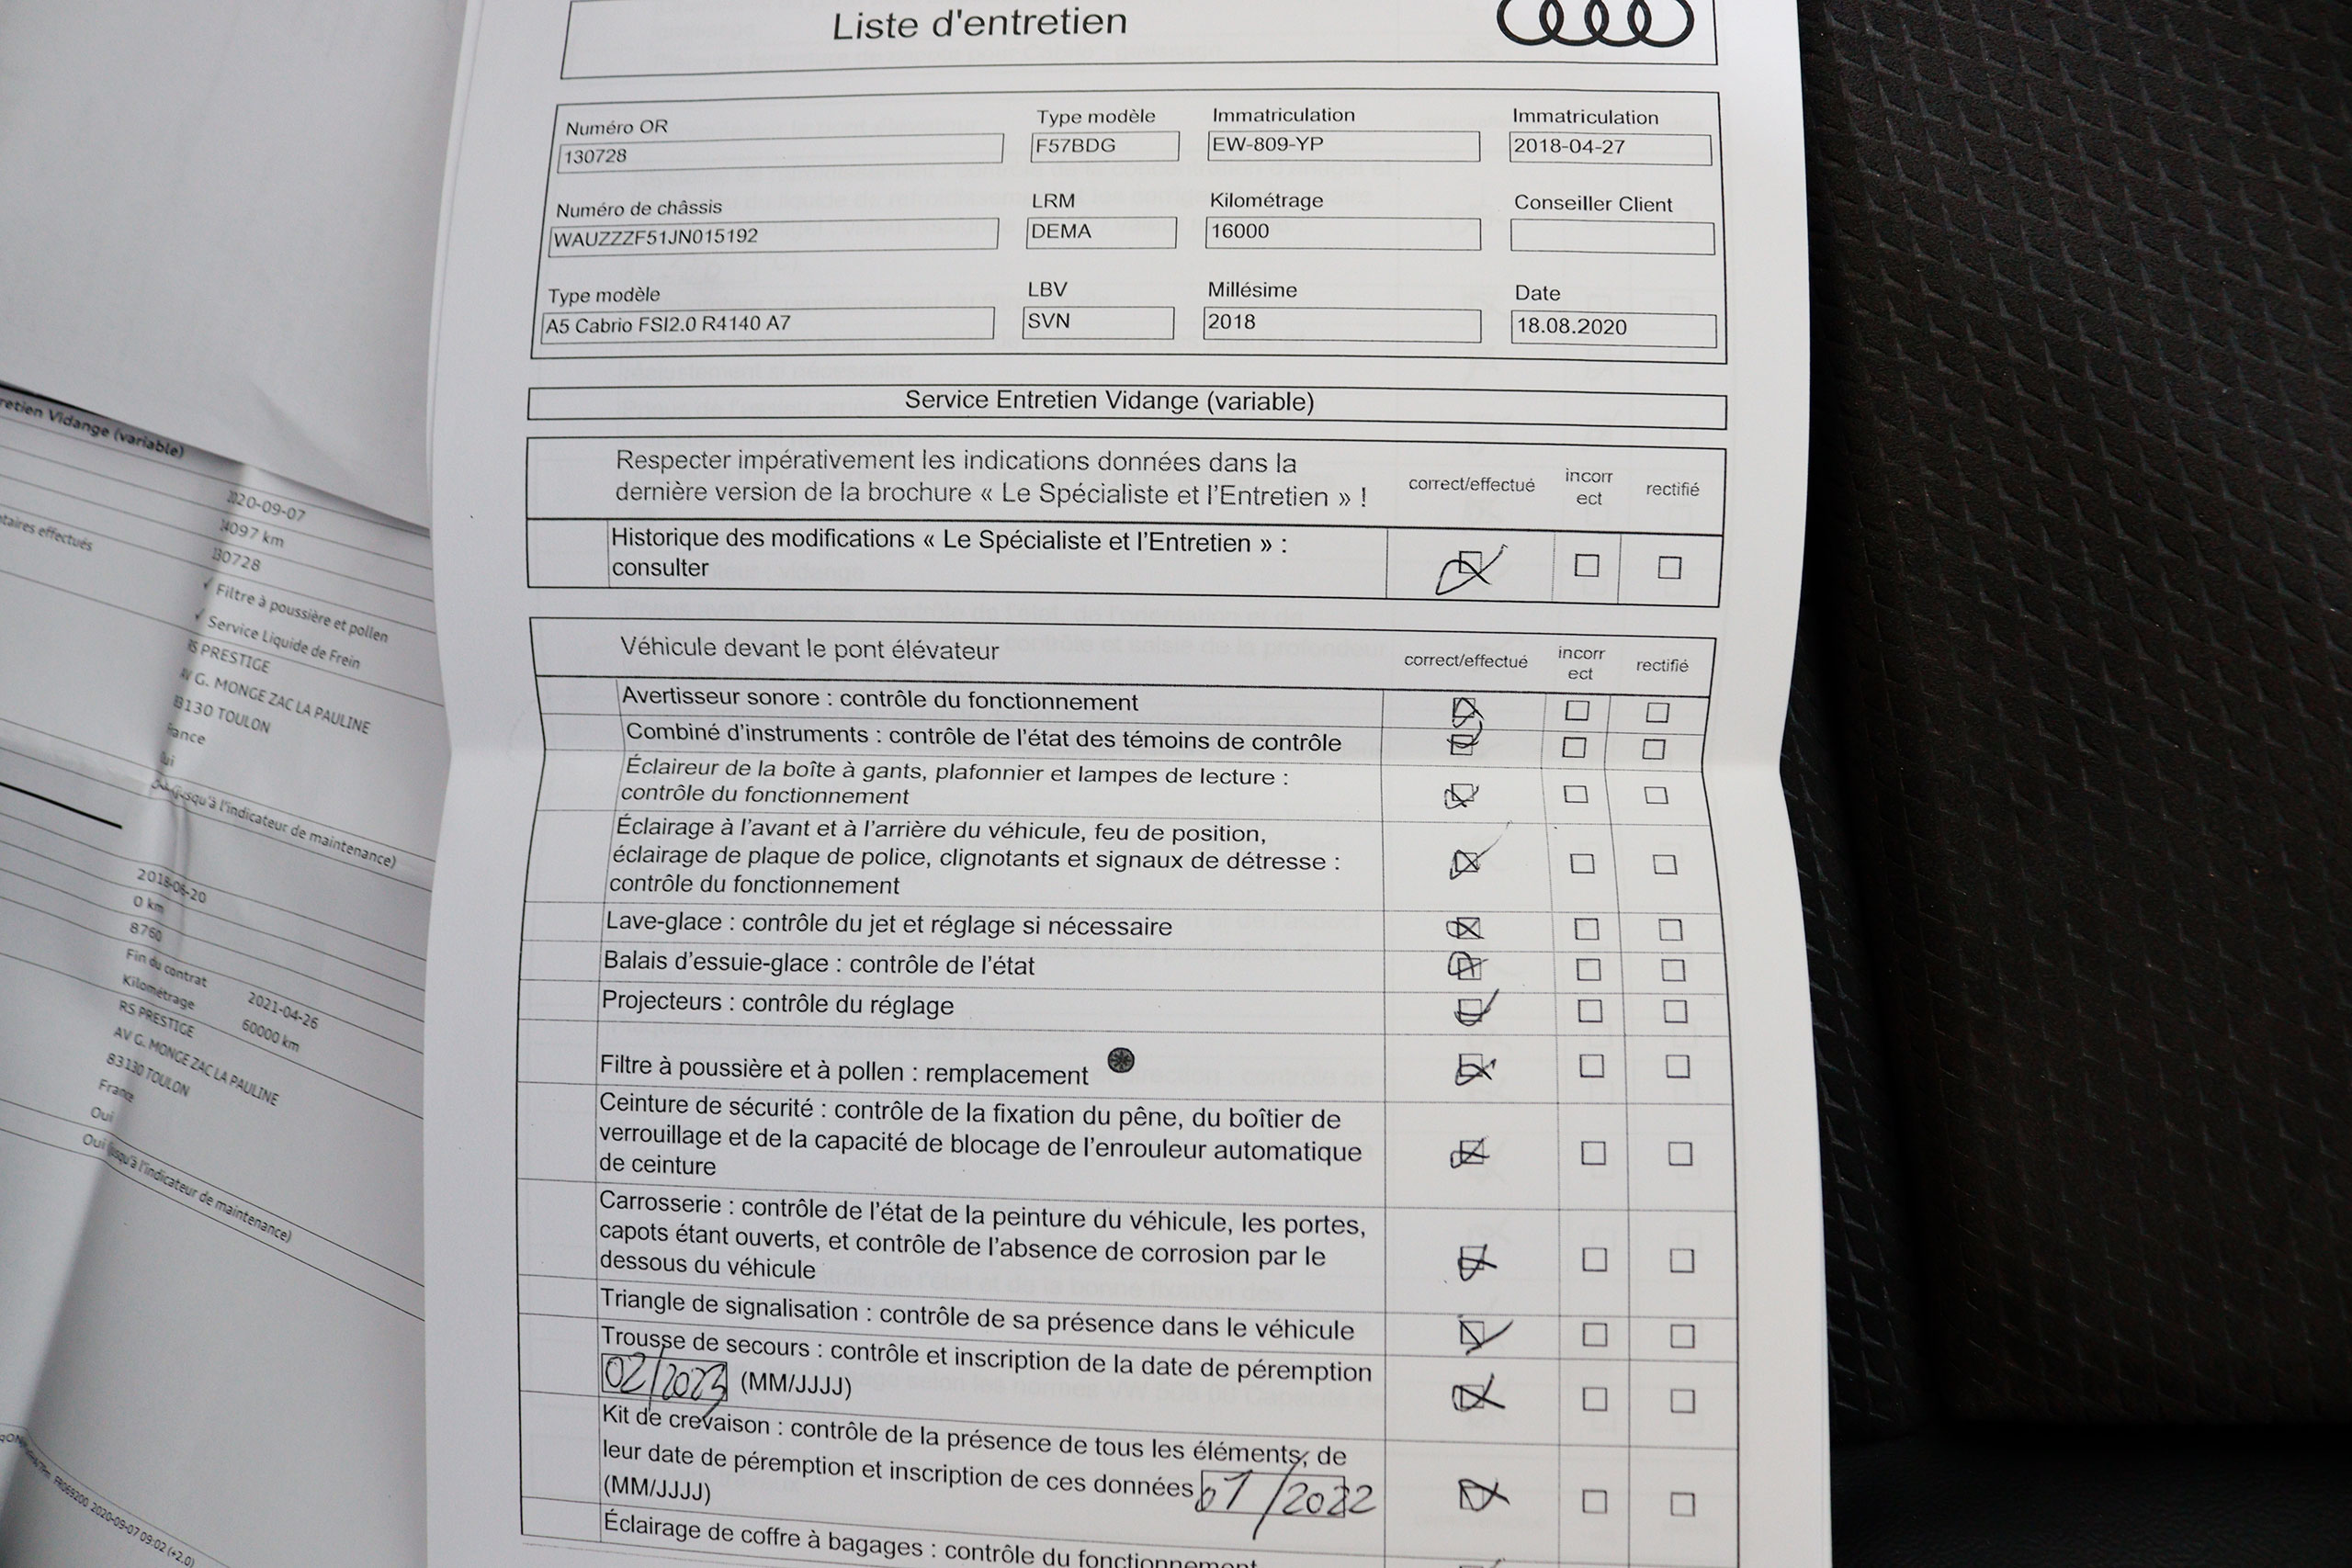 Liste d'entretien
Numéro OR
130728
Type modèle
F57BDG
Immatriculation
EW-809-YP
Immatriculation
2018-04-27
Numéro de châssis
WAUZZZF51JN015192
LRM
DEMA
Kilométrage
16000
Conseiller Client
Type modèle
A5 Cabrio FSI2.0 R4140 A7
LBV
SVN
Millésime
2018
Date
18.08.2020
Service Entretien Vidange (variable)
Respecter impérativement les indications données dans la
dernière version de la brochure « Le Spécialiste et l'Entretien » !
correct/effectué
incorr
ect
rectifié
Historique des modifications « Le Spécialiste et l'Entretien » :
consulter
Véhicule devant le pont élévateur
correct/effectué
incorr
ect
rectifié
Avertisseur sonore : contrôle du fonctionnement
Combiné d'instruments : contrôle de l'état des témoins de contrôle
Éclaireur de la boîte à gants, plafonnier et lampes de lecture :
contrôle du fonctionnement
Éclairage à l'avant et à l'arrière du véhicule, feu de position,
éclairage de plaque de police, clignotants et signaux de détresse :
contrôle du fonctionnement
Lave-glace : contrôle du jet et réglage si nécessaire
Balais d'essuie-glace : contrôle de l'état
Projecteurs : contrôle du réglage
Filtre à poussière et à pollen : remplacement
Ceinture de sécurité : contrôle de la fixation du pêne, du boîtier de
verrouillage et de la capacité de blocage de l'enrouleur automatique
de ceinture
Carrosserie : contrôle de l'état de la peinture du véhicule, les portes,
capots étant ouverts, et contrôle de l'absence de corrosion par le
dessous du véhicule
Triangle de signalisation : contrôle de sa présence dans le véhicule
Trousse de secours : contrôle et inscription de la date de péremption
02/2023 (MM/JJJJ)
Kit de crevaison : contrôle de la présence de tous les éléments, de
leur date de péremption et inscription de ces données 07/2022
(MM/JJJJ)
Éclairage de coffre à bagages : contrôle du fonctionnement
Vidange (variable)
2020-09-07
4097 km
30728
effectués
✓ Filtre à poussière et pollen
✓ Service Liquide de Frein
RS PRESTIGE
AV G. MONGE ZAC LA PAULINE
83130 TOULON
France
Oui
(jusqu'à l'indicateur de maintenance)
2018-06-20
0 km
8760
Fin du contrat 2021-04-26
Kilométrage 60000 km
RS PRESTIGE
AV G. MONGE ZAC LA PAULINE
83130 TOULON
France
Oui
Oui (jusqu'à l'indicateur de maintenance)
2020-09-07 09:02 (+2.0)